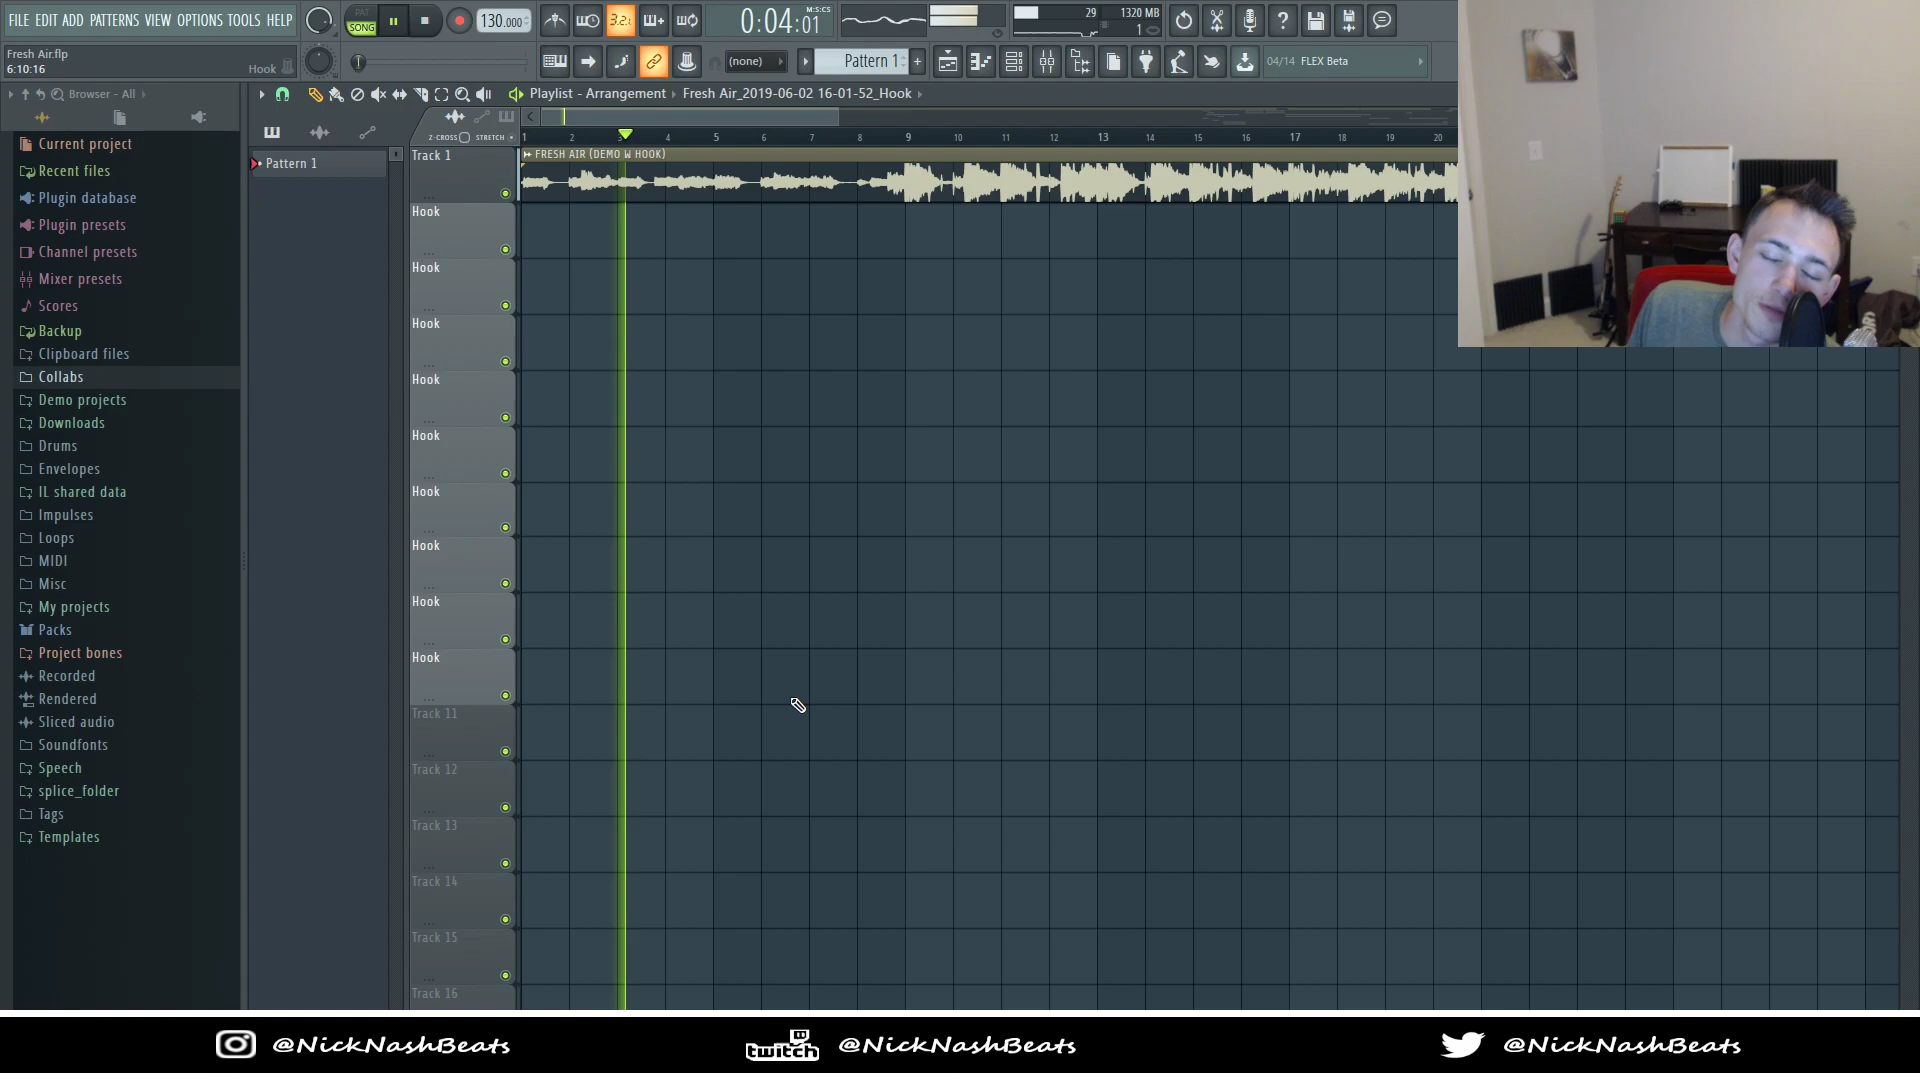 FILE EDIT ADD PATTERNS VIEW OPTIONS TOOLS HELP
PAT
SONG
130.000
3.2.
M:S:CS
0:04:01
29
1320 MB
1
Fresh Air.flp
6:10:16
Hook
(none)
Pattern 1
+
04/14 FLEX Beta
Browser - All
Playlist - Arrangement
Fresh Air_2019-06-02 16-01-52_Hook
Z-CROSS
STRETCH
1 2 3 4 5 6 7 8 9 10 11 12 13 14 15 16 17 18 19 20
Current project
Recent files
Plugin database
Plugin presets
Channel presets
Mixer presets
Scores
Backup
Clipboard files
Collabs
Demo projects
Downloads
Drums
Envelopes
IL shared data
Impulses
Loops
MIDI
Misc
My projects
Packs
Project bones
Recorded
Rendered
Sliced audio
Soundfonts
Speech
splice_folder
Tags
Templates
Pattern 1
Track 1
FRESH AIR (DEMO W HOOK)
Hook
Hook
Hook
Hook
Hook
Hook
Hook
Hook
Hook
Track 11
Track 12
Track 13
Track 14
Track 15
Track 16
@NickNashBeats
twitch
@NickNashBeats
@NickNashBeats